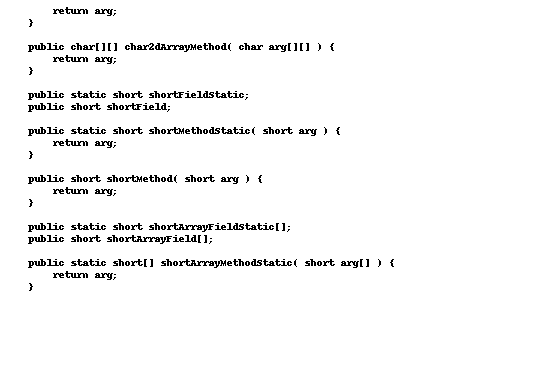 return arg;
}
public char[][] char2dArrayMethod( char arg[][] ) {
return arg;
}
public static short shortFieldStatic;
public short shortField;
public static short shortMethodStatic( short arg ) {
return arg;
}
public short shortMethod( short arg ) {
return arg;
}
public static short shortArrayFieldStatic[];
public short shortArrayField[];
public static short[] shortArrayMethodStatic( short arg[] ) {
return arg;
}